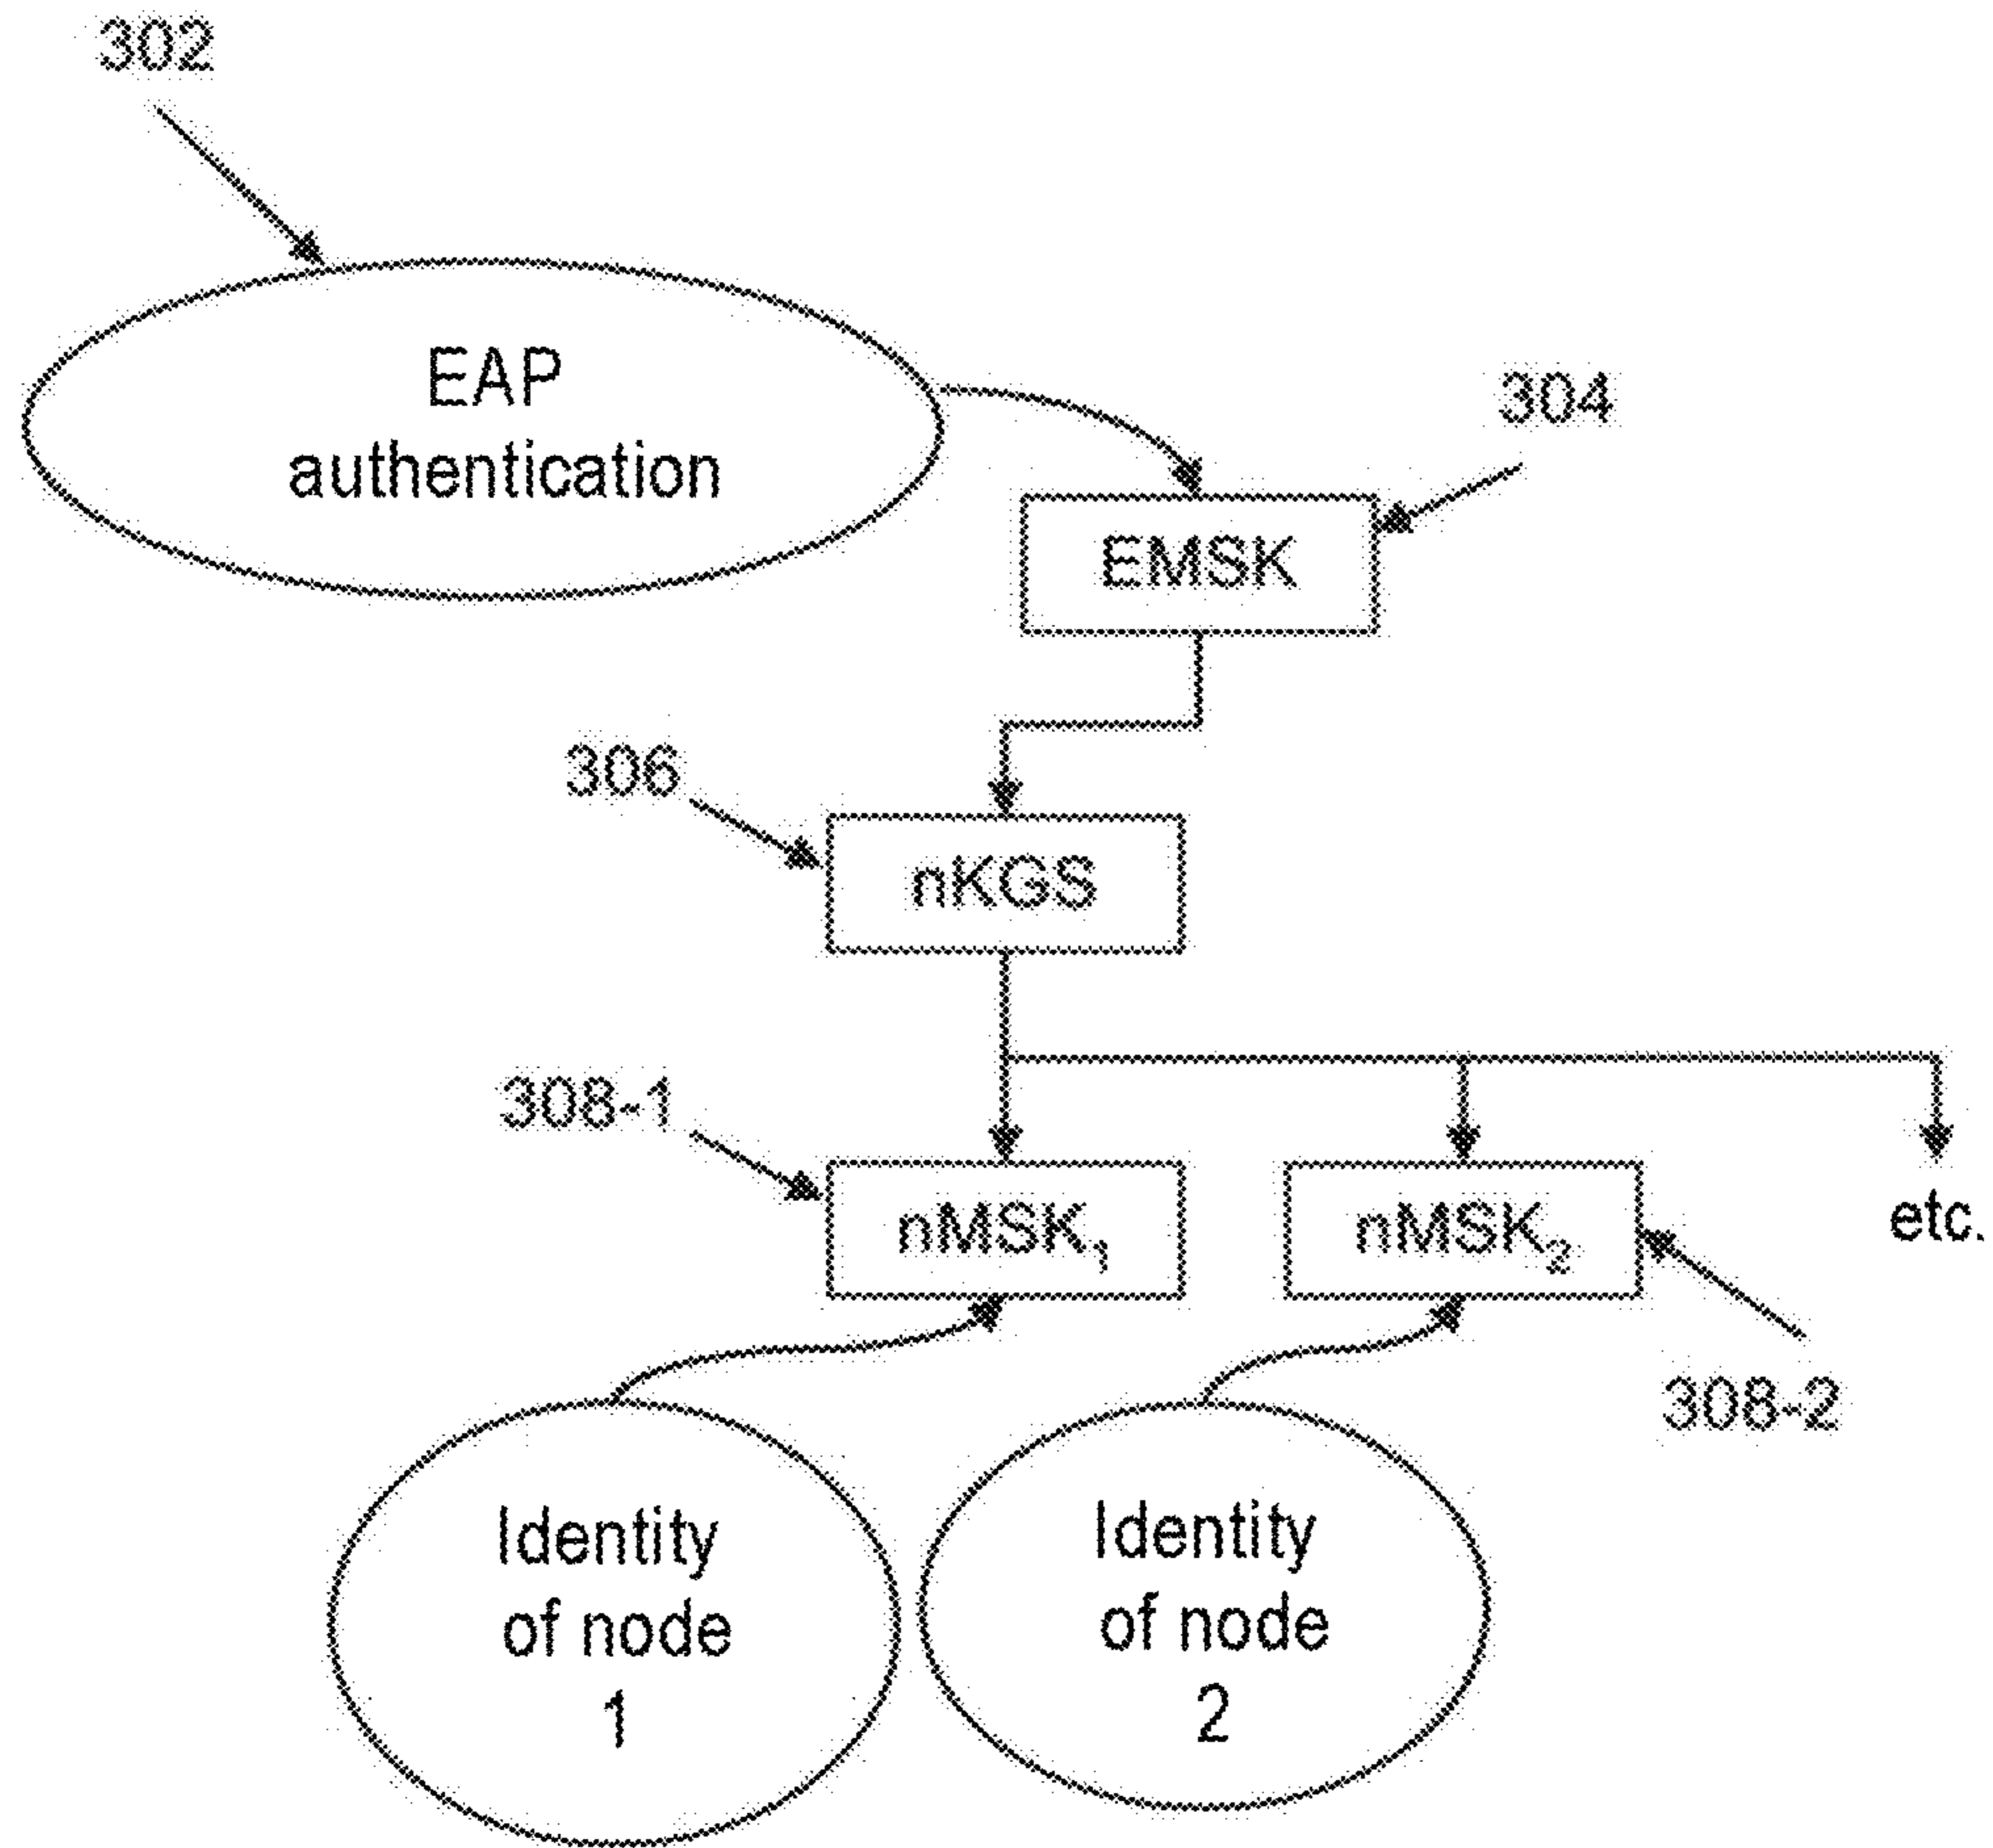 302
EAP
authentication
304
EMSK
306
nKGS
308-1
nMSK₁
nMSK₂
etc.
308-2
Identity
of node
1
Identity
of node
2